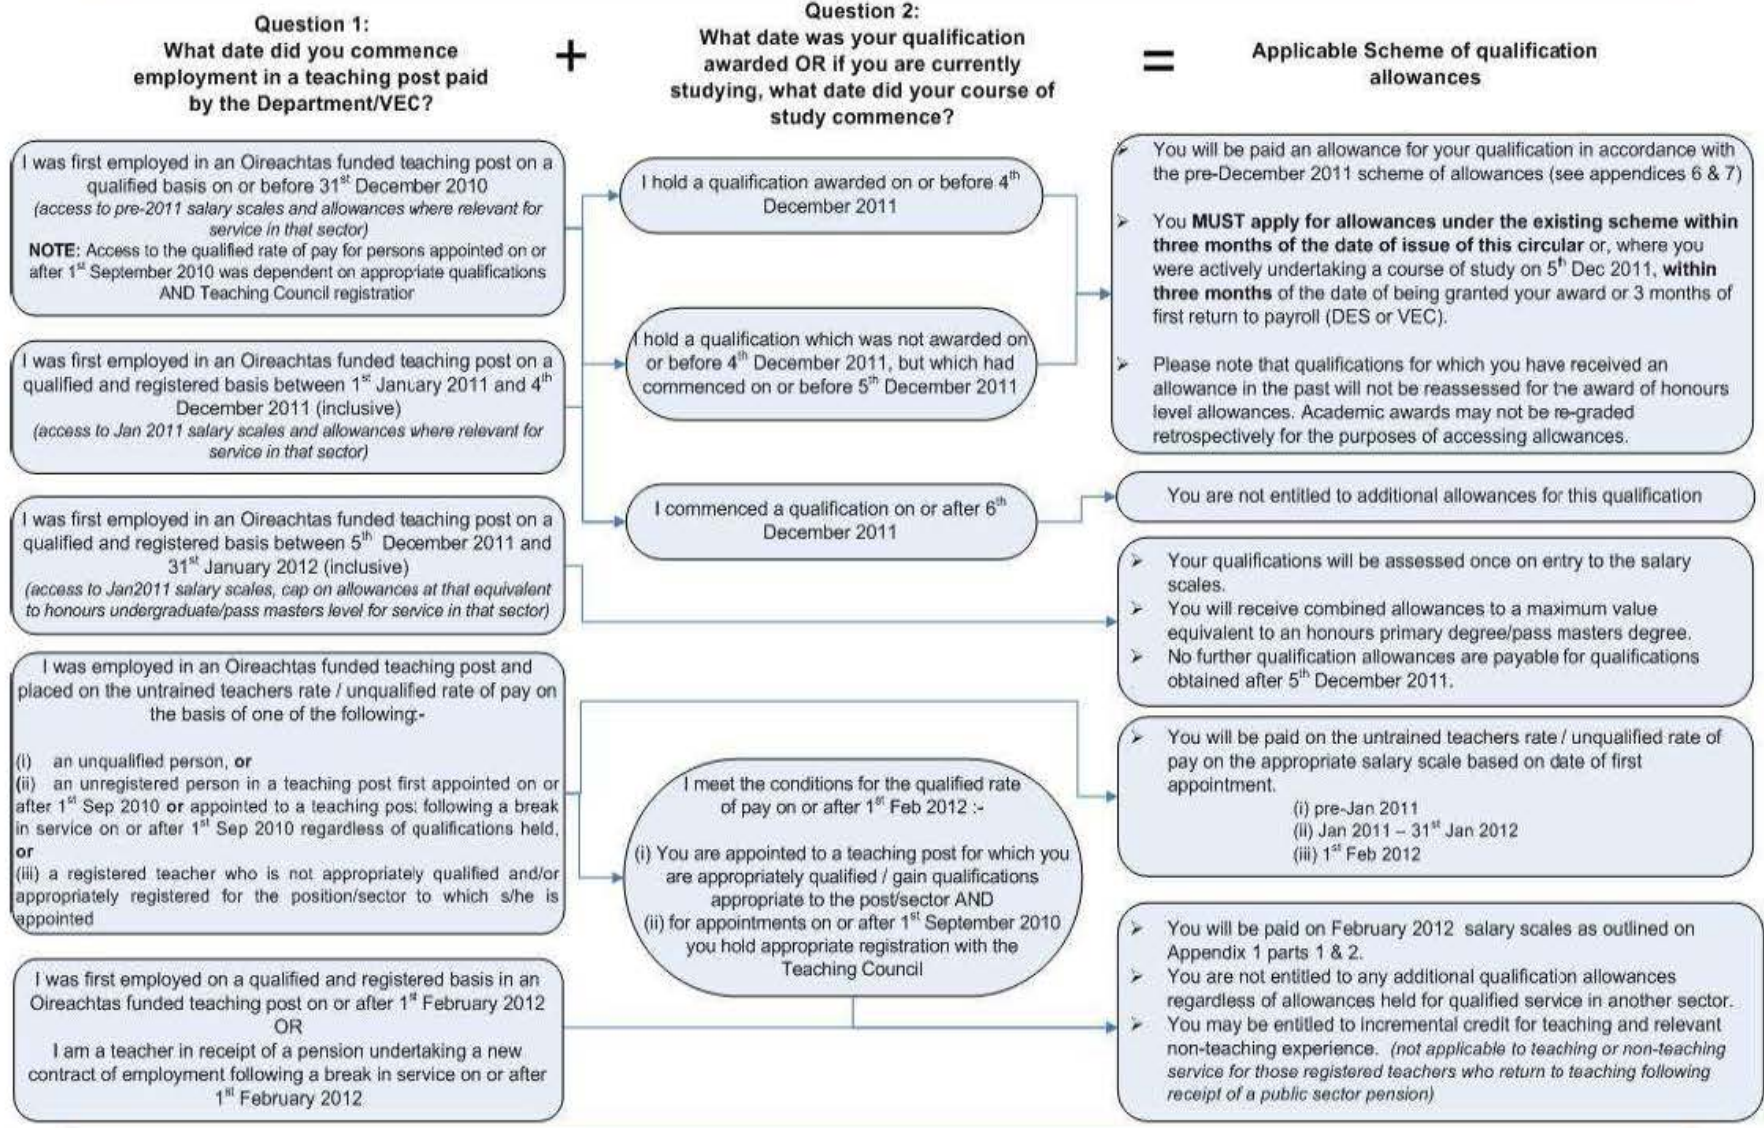 Question 1:
What date did you commence
employment in a teaching post paid
by the Department/VEC?
+
Question 2:
What date was your qualification
awarded OR if you are currently
studying, what date did your course of
study commence?
=
Applicable Scheme of qualification
allowances
I was first employed in an Oireachtas funded teaching post on a
qualified basis on or before 31st December 2010
(access to pre-2011 salary scales and allowances where relevant for
service in that sector)
NOTE: Access to the qualified rate of pay for persons appointed on or
after 1st September 2010 was dependent on appropriate qualifications
AND Teaching Council registration
I was first employed in an Oireachtas funded teaching post on a
qualified and registered basis between 1st January 2011 and 4th
December 2011 (inclusive)
(access to Jan 2011 salary scales and allowances where relevant for
service in that sector)
I was first employed in an Oireachtas funded teaching post on a
qualified and registered basis between 5th December 2011 and
31st January 2012 (inclusive)
(access to Jan2011 salary scales, cap on allowances at that equivalent
to honours undergraduate/pass masters level for service in that sector)
I was employed in an Oireachtas funded teaching post and
placed on the untrained teachers rate / unqualified rate of pay on
the basis of one of the following:-
(i) an unqualified person, or
(ii) an unregistered person in a teaching post first appointed on or
after 1st Sep 2010 or appointed to a teaching post following a break
in service on or after 1st Sep 2010 regardless of qualifications held,
or
(iii) a registered teacher who is not appropriately qualified and/or
appropriately registered for the position/sector to which s/he is
appointed
I was first employed on a qualified and registered basis in an
Oireachtas funded teaching post on or after 1st February 2012
OR
I am a teacher in receipt of a pension undertaking a new
contract of employment following a break in service on or after
1st February 2012
I hold a qualification awarded on or before 4th
December 2011
I hold a qualification which was not awarded on
or before 4th December 2011, but which had
commenced on or before 5th December 2011
I commenced a qualification on or after 6th
December 2011
I meet the conditions for the qualified rate
of pay on or after 1st Feb 2012 :-
(i) You are appointed to a teaching post for which you
are appropriately qualified / gain qualifications
appropriate to the post/sector AND
(ii) for appointments on or after 1st September 2010
you hold appropriate registration with the
Teaching Council
➢ You will be paid an allowance for your qualification in accordance with
the pre-December 2011 scheme of allowances (see appendices 6 & 7)
➢ You MUST apply for allowances under the existing scheme within
three months of the date of issue of this circular or, where you
were actively undertaking a course of study on 5th Dec 2011, within
three months of the date of being granted your award or 3 months of
first return to payroll (DES or VEC).
➢ Please note that qualifications for which you have received an
allowance in the past will not be reassessed for the award of honours
level allowances. Academic awards may not be re-graded
retrospectively for the purposes of accessing allowances.
You are not entitled to additional allowances for this qualification
➢ Your qualifications will be assessed once on entry to the salary
scales.
➢ You will receive combined allowances to a maximum value
equivalent to an honours primary degree/pass masters degree.
➢ No further qualification allowances are payable for qualifications
obtained after 5th December 2011.
➢ You will be paid on the untrained teachers rate / unqualified rate of
pay on the appropriate salary scale based on date of first
appointment.
(i) pre-Jan 2011
(ii) Jan 2011 – 31st Jan 2012
(iii) 1st Feb 2012
➢ You will be paid on February 2012 salary scales as outlined on
Appendix 1 parts 1 & 2.
➢ You are not entitled to any additional qualification allowances
regardless of allowances held for qualified service in another sector.
➢ You may be entitled to incremental credit for teaching and relevant
non-teaching experience. (not applicable to teaching or non-teaching
service for those registered teachers who return to teaching following
receipt of a public sector pension)